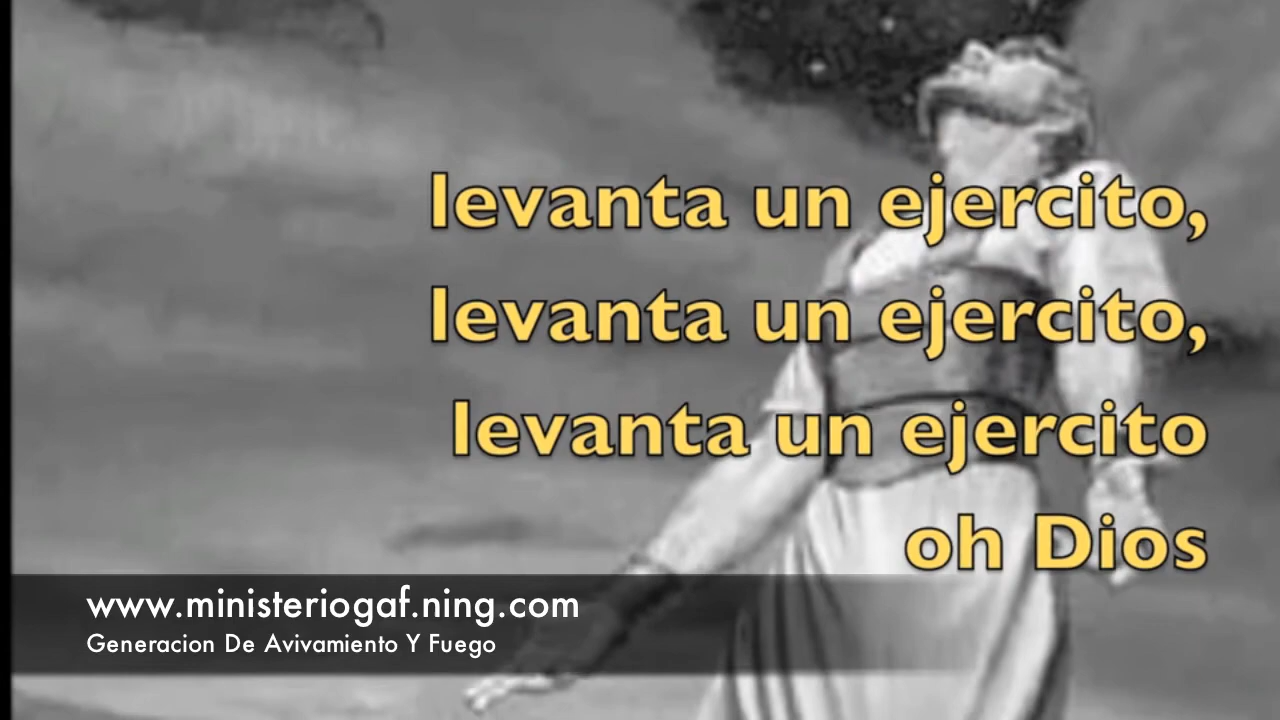 levanta un ejercito,
levanta un ejercito,
levanta un ejercito
oh Dios
www.ministeriogaf.ning.com
Generacion De Avivamiento Y Fuego